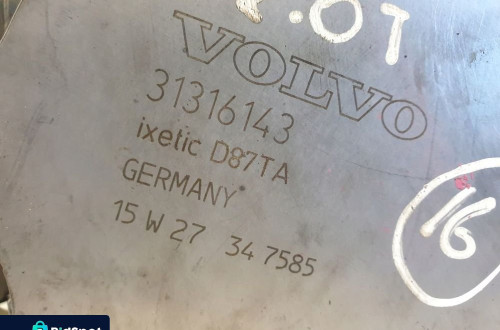 VOLVO
31316143
ixetic D87TA
GERMANY
15 W 27 34 7585
16